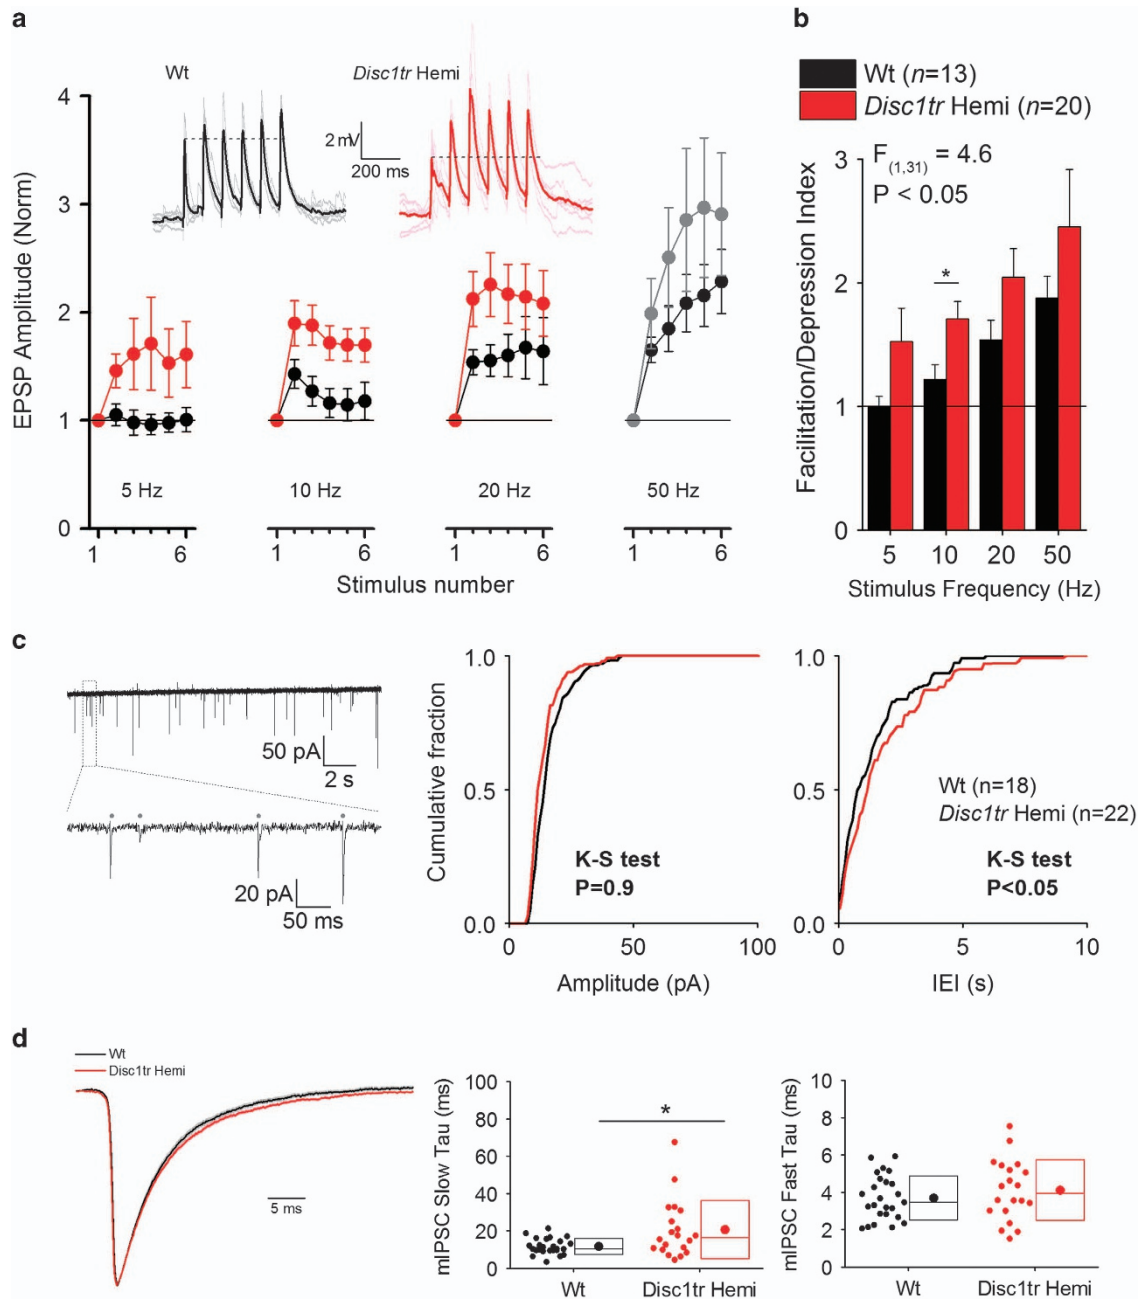 a
Wt
Disc1tr Hemi
2 mV
200 ms
EPSP Amplitude (Norm)
4
3
2
1
0
5 Hz
10 Hz
20 Hz
50 Hz
1 6
1 6
1 6
1 6
Stimulus number
b
Wt (n=13)
Disc1tr Hemi (n=20)
F(1,31) = 4.6
P < 0.05
*
Facilitation/Depression Index
3
2
1
0
5 10 20 50
Stimulus Frequency (Hz)
c
50 pA
2 s
20 pA
50 ms
Cumulative fraction
1.0
0.5
0.0
K-S test
P=0.9
0 50 100
Amplitude (pA)
1.0
0.5
0.0
Wt (n=18)
Disc1tr Hemi (n=22)
K-S test
P<0.05
0 5 10
IEI (s)
d
Wt
Disc1tr Hemi
5 ms
mIPSC Slow Tau (ms)
100
80
60
40
20
0
*
Wt Disc1tr Hemi
mIPSC Fast Tau (ms)
10
8
6
4
2
0
Wt Disc1tr Hemi